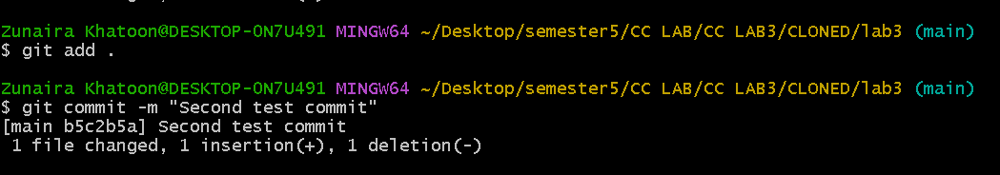 Zunaira Khatoon@DESKTOP-ON7U491 MINGW64 ~/Desktop/semester5/CC LAB/CC LAB3/CLONED/lab3 (main)
$ git add .
Zunaira Khatoon@DESKTOP-ON7U491 MINGW64 ~/Desktop/semester5/CC LAB/CC LAB3/CLONED/lab3 (main)
$ git commit -m "Second test commit"
[main b5c2b5a] Second test commit
1 file changed, 1 insertion(+), 1 deletion(-)